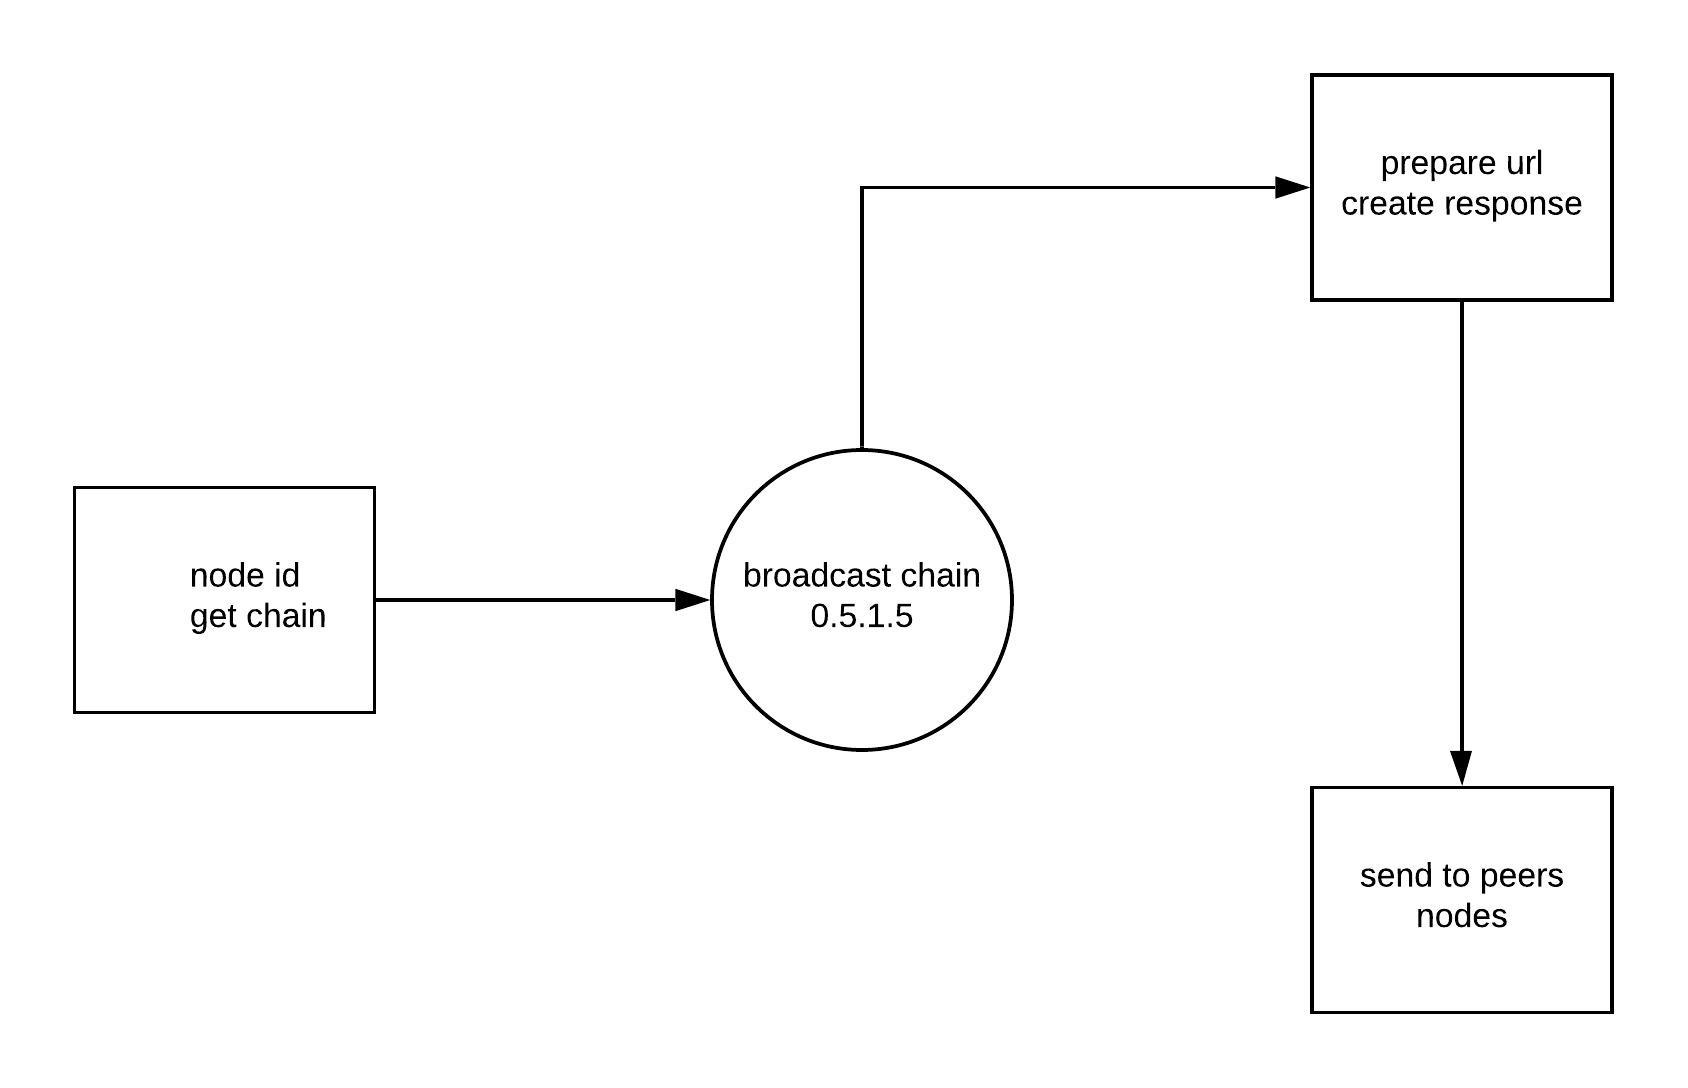 node id
get chain
broadcast chain
0.5.1.5
prepare url
create response
send to peers
nodes